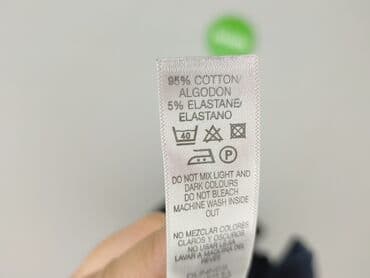 95% COTTON/
ALGODON
5% ELASTANE/
ELASTANO
40
P
DO NOT MIX LIGHT AND
DARK COLOURS
DO NOT BLEACH
MACHINE WASH INSIDE
OUT
NO MEZCLAR COLORES
CLAROS Y OSCUROS
NO USAR LEJIA
LAVAR A MAQUINA DEL
REVES